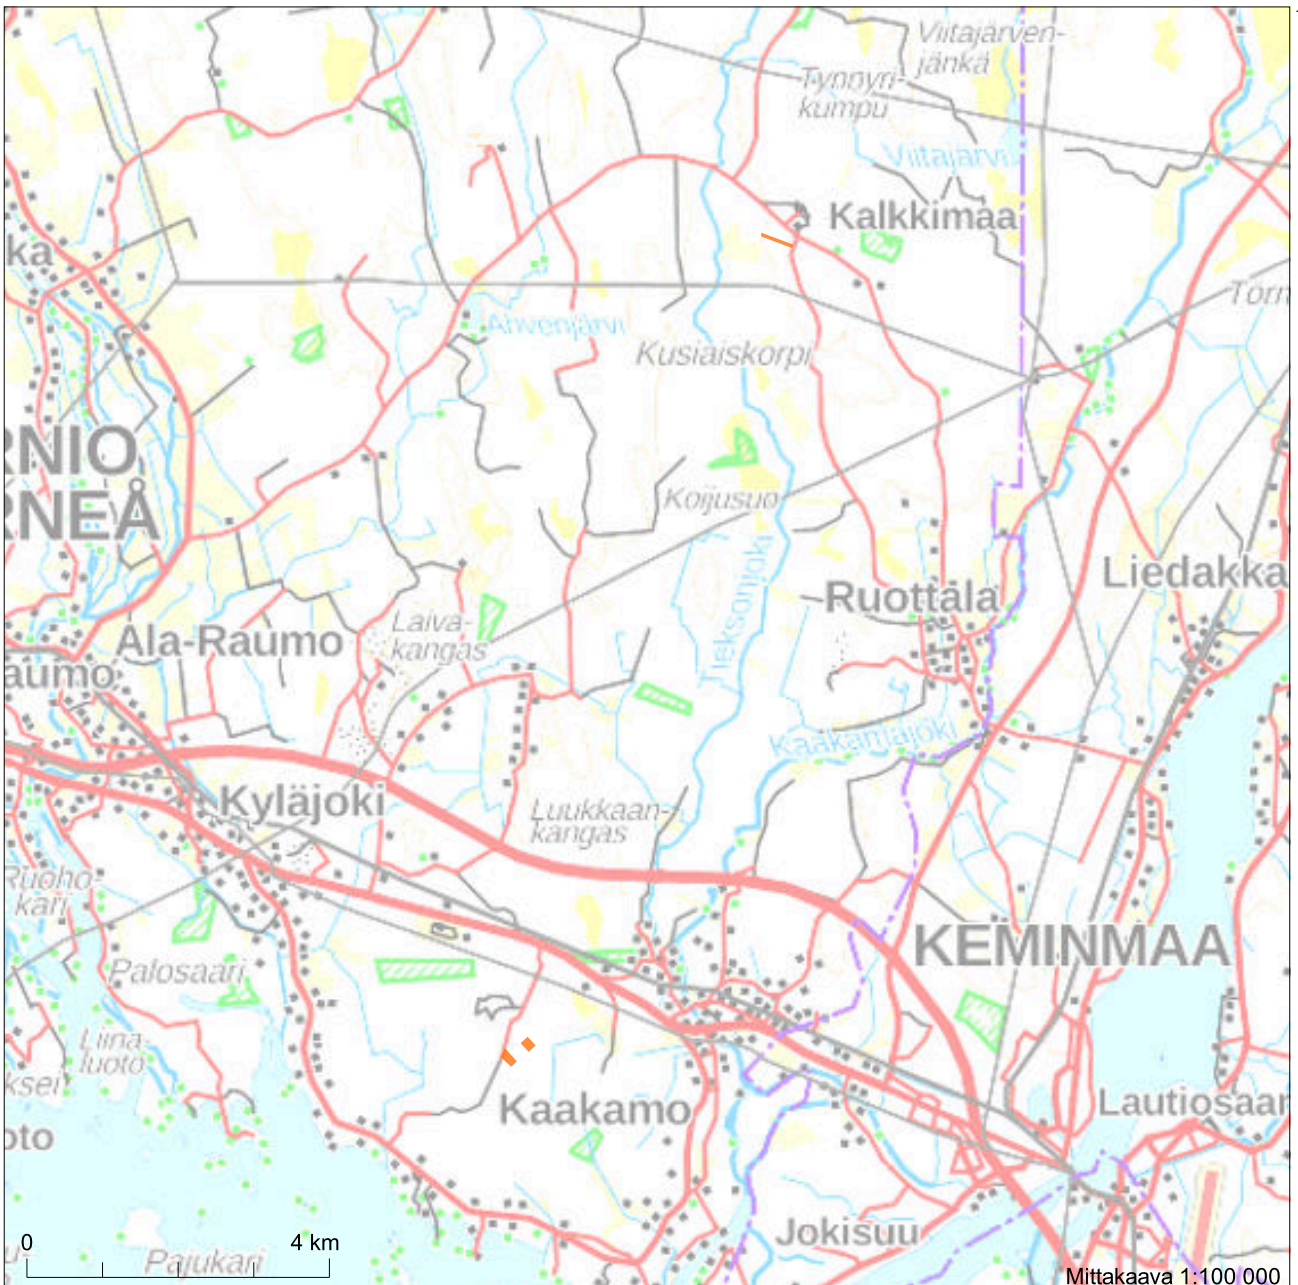 Viitajärven-
jänkä
Tynnyri-
kumpu
Viitajärvi
Kalkkimaa
ka
Törn
Ahvenjärvi
Kusiaiskorpi
RNIO
RNEÅ
Koijusuo
Tieksonjoki
Liedakka
Ruottala
Laiva-
kangas
Ala-Raumo
aumo
Kaakamajoki
Kyläjoki
Luukkaan-
kangas
Ruoho-
kari
KEMINMAA
Palosaari
Liina-
luoto
ksei
Kaakamo
Lautiosaar
oto
Jokisuu
0
4 km
u-
Pajukari
Mittakaava 1:100 000